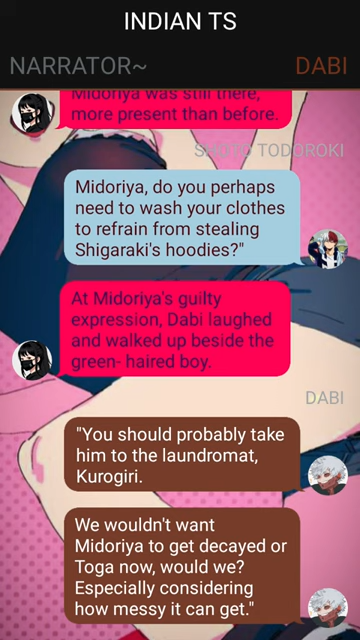 INDIAN TS
NARRATOR~ DABI
Midoriya was still there,
more present than before.
SHOTO TODOROKI
Midoriya, do you perhaps
need to wash your clothes
to refrain from stealing
Shigaraki's hoodies?"
At Midoriya's guilty
expression, Dabi laughed
and walked up beside the
green- haired boy.
DABI
"You should probably take
him to the laundromat,
Kurogiri.
We wouldn't want
Midoriya to get decayed or
Toga now, would we?
Especially considering
how messy it can get."